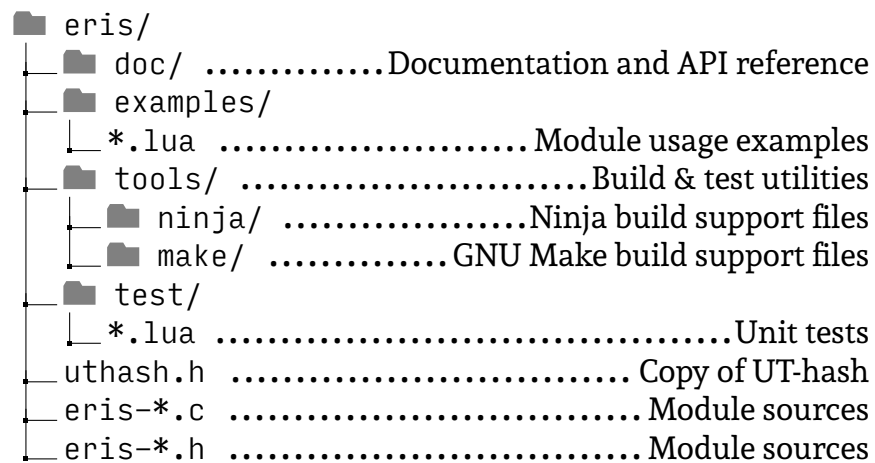 eris/
doc/ ..............Documentation and API reference
examples/
*.lua .......................Module usage examples
tools/ .........................Build & test utilities
ninja/ .................Ninja build support files
make/ ..............GNU Make build support files
test/
*.lua .....................................Unit tests
uthash.h ............................. Copy of UT-hash
eris-*.c .............................. Module sources
eris-*.h .............................. Module sources